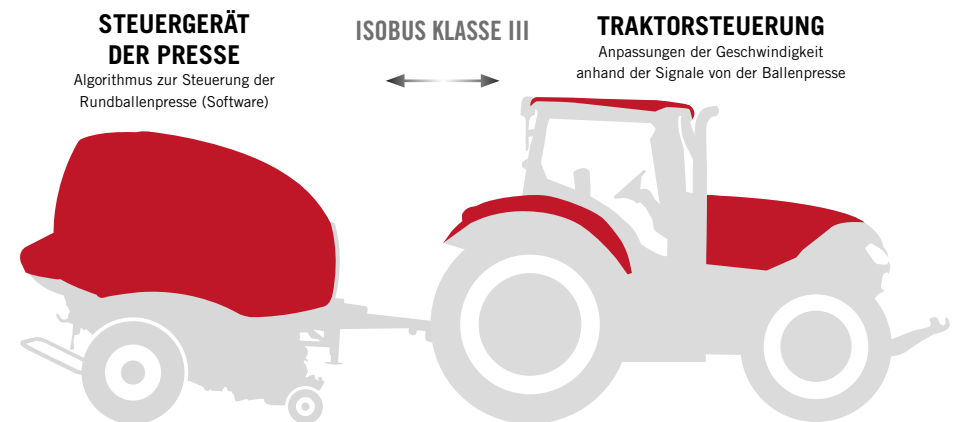 STEUERGERÄT
DER PRESSE
Algorithmus zur Steuerung der
Rundballenpresse (Software)
ISOBUS KLASSE III
TRAKTORSTEUERUNG
Anpassungen der Geschwindigkeit
anhand der Signale von der Ballenpresse